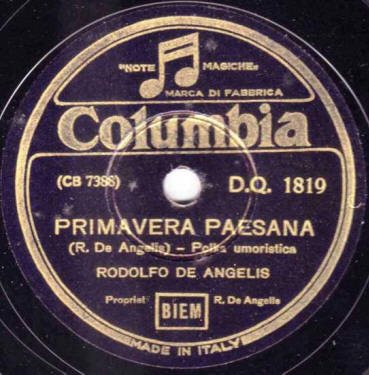 "NOTE MAGICHE"
MARCA DI FABBRICA
Columbia
(CB 7388) D.Q. 1819
PRIMAVERA PAESANA
(R. De Angelis) – Polka umoristica
RODOLFO DE ANGELIS
Propriet BIEM R. De Angelis
MADE IN ITALY